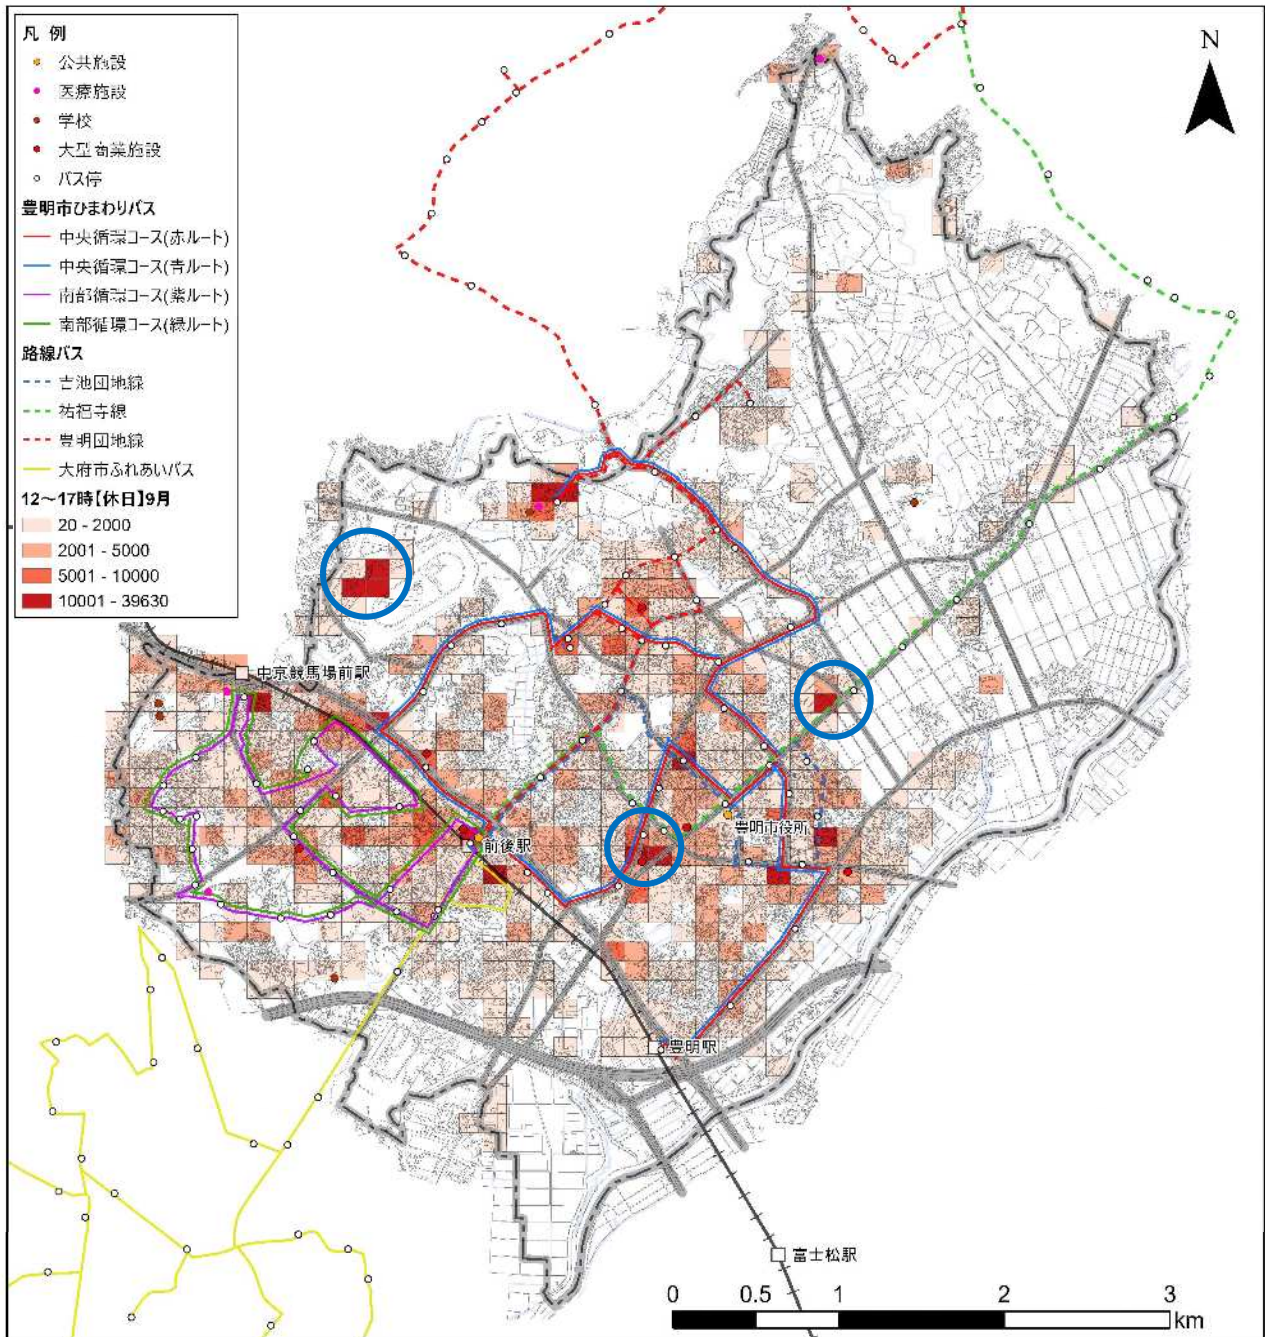 凡 例
公共施設
医療施設
学校
大型商業施設
バス停
豊明市ひまわりバス
中央循環コース(赤ルート)
中央循環コース(青ルート)
南部循環コース(紫ルート)
南部循環コース(緑ルート)
路線バス
吉池団地線
祐福寺線
豊明団地線
大府市ふれあいバス
12～17時【休日】9月
20 - 2000
2001 - 5000
5001 - 10000
10001 - 39630
N
中京競馬場前駅
豊明市役所
前後駅
豊明駅
富士松駅
0 0.5 1 2 3
km